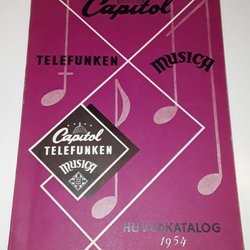 Capitol
TELEFUNKEN MUSICA
Capitol
TELEFUNKEN
MUSICA
HUVUDKATALOG
1954